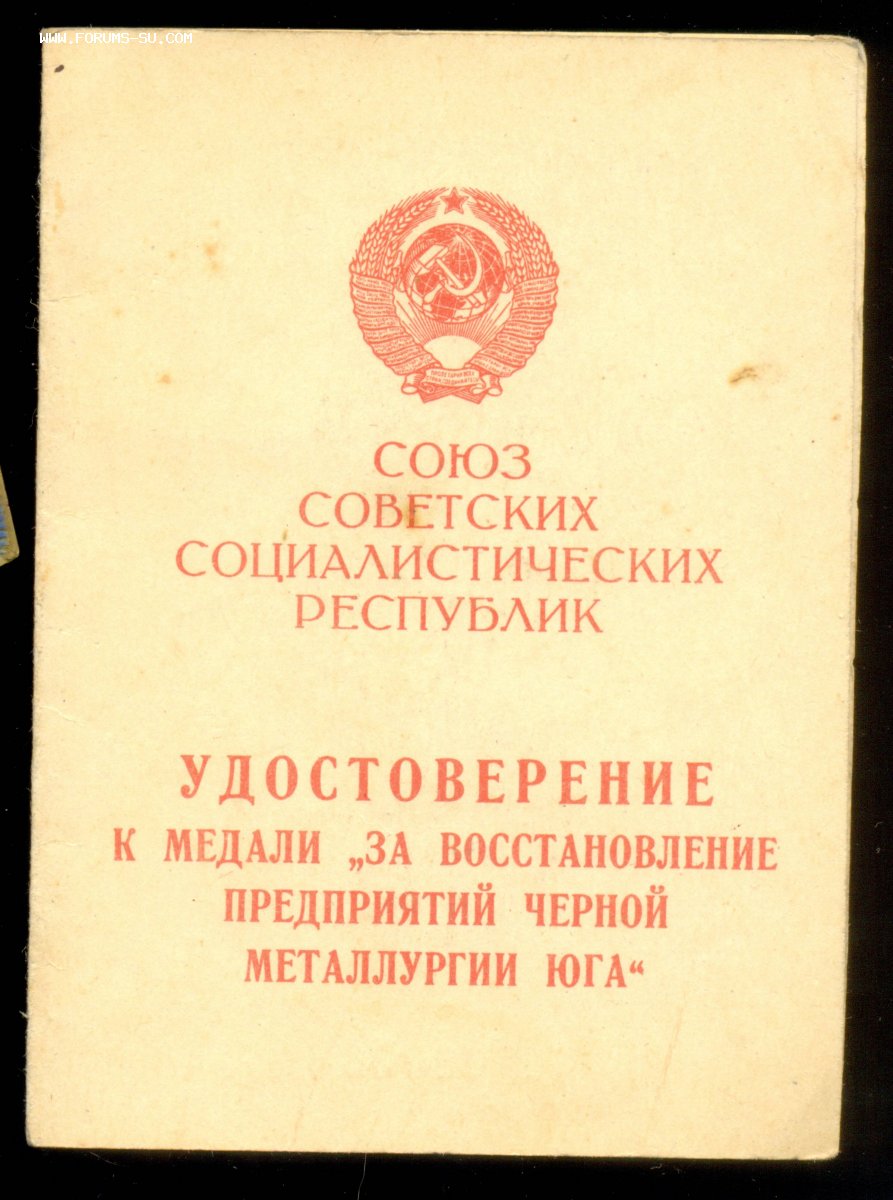 WWW.FORUMS-SU.COM
СОЮЗ
СОВЕТСКИХ
СОЦИАЛИСТИЧЕСКИХ
РЕСПУБЛИК
УДОСТОВЕРЕНИЕ
К МЕДАЛИ „ЗА ВОССТАНОВЛЕНИЕ
ПРЕДПРИЯТИЙ ЧЕРНОЙ
МЕТАЛЛУРГИИ ЮГА“